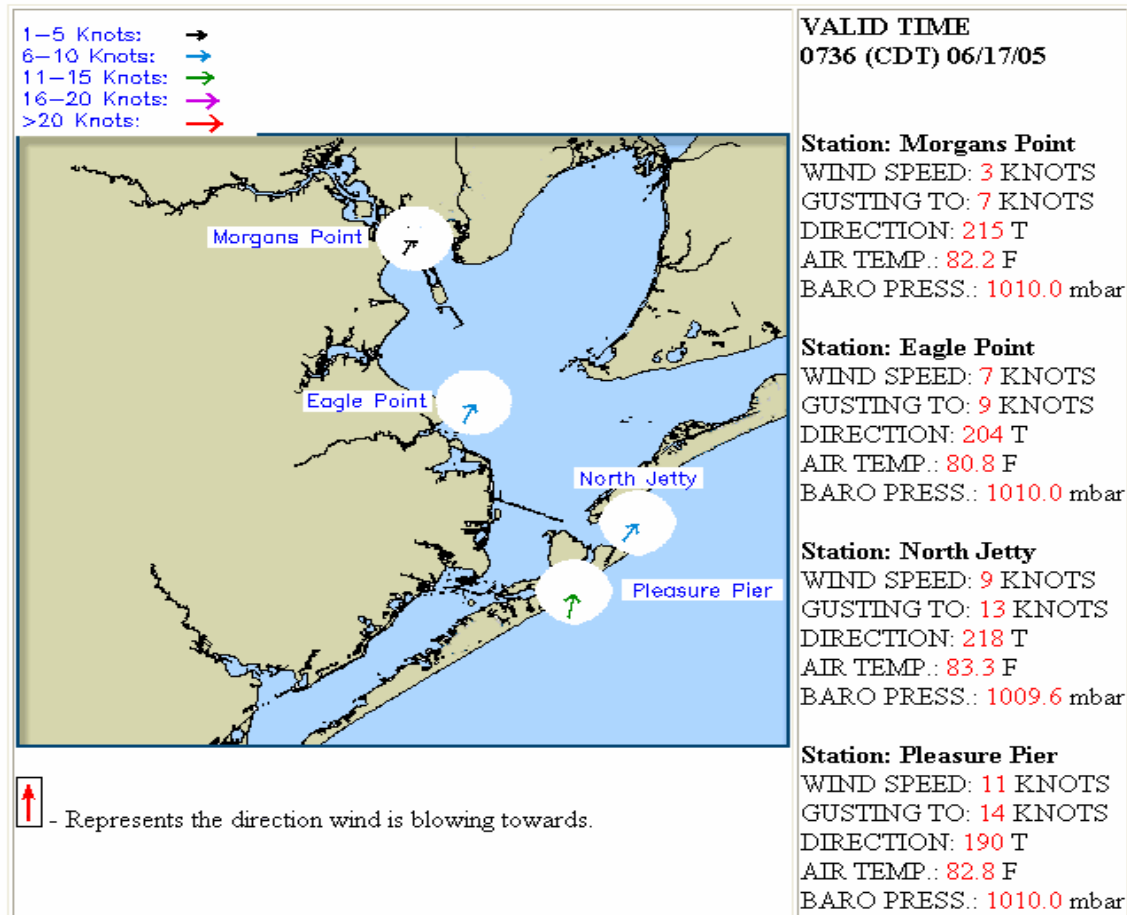 1-5 Knots:
6-10 Knots:
11-15 Knots:
16-20 Knots:
>20 Knots:
Morgans Point
Eagle Point
North Jetty
Pleasure Pier
- Represents the direction wind is blowing towards.
VALID TIME
0736 (CDT) 06/17/05
Station: Morgans Point
WIND SPEED: 3 KNOTS
GUSTING TO: 7 KNOTS
DIRECTION: 215 T
AIR TEMP.: 82.2 F
BARO PRESS.: 1010.0 mbar
Station: Eagle Point
WIND SPEED: 7 KNOTS
GUSTING TO: 9 KNOTS
DIRECTION: 204 T
AIR TEMP.: 80.8 F
BARO PRESS.: 1010.0 mbar
Station: North Jetty
WIND SPEED: 9 KNOTS
GUSTING TO: 13 KNOTS
DIRECTION: 218 T
AIR TEMP.: 83.3 F
BARO PRESS.: 1009.6 mbar
Station: Pleasure Pier
WIND SPEED: 11 KNOTS
GUSTING TO: 14 KNOTS
DIRECTION: 190 T
AIR TEMP.: 82.8 F
BARO PRESS.: 1010.0 mbar